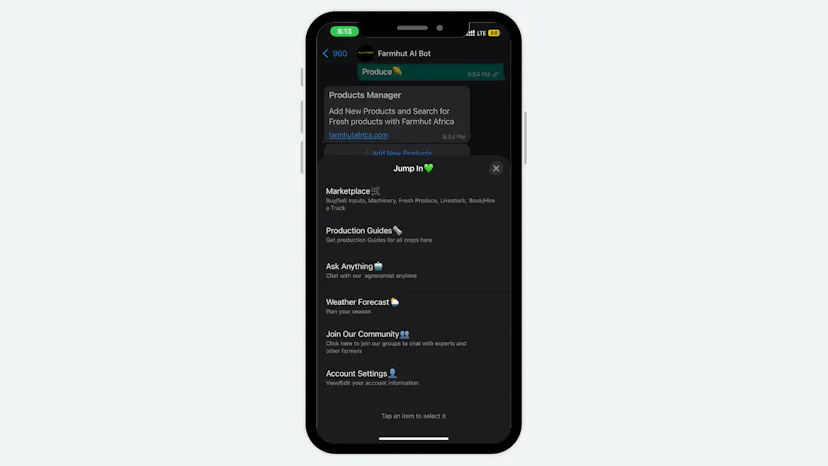 8:13
LTE 59
960
Farmhut AI Bot
Produce🌽
8:54 PM
Products Manager
Add New Products and Search for
Fresh products with Farmhut Africa
farmhutafrica.com
8:54 PM
Add New Products
Jump In💚
Marketplace🛒
Buy/Sell Inputs, Machinery, Fresh Produce, Livestock, Book/Hire
a Truck
Production Guides🗞️
Get production Guides for all crops here
Ask Anything🤖
Chat with our agronomist anytime
Weather Forecast🌦️
Plan your season
Join Our Community👥
Click here to join our groups to chat with experts and
other farmers
Account Settings👤
View/Edit your account information
Tap an item to select it